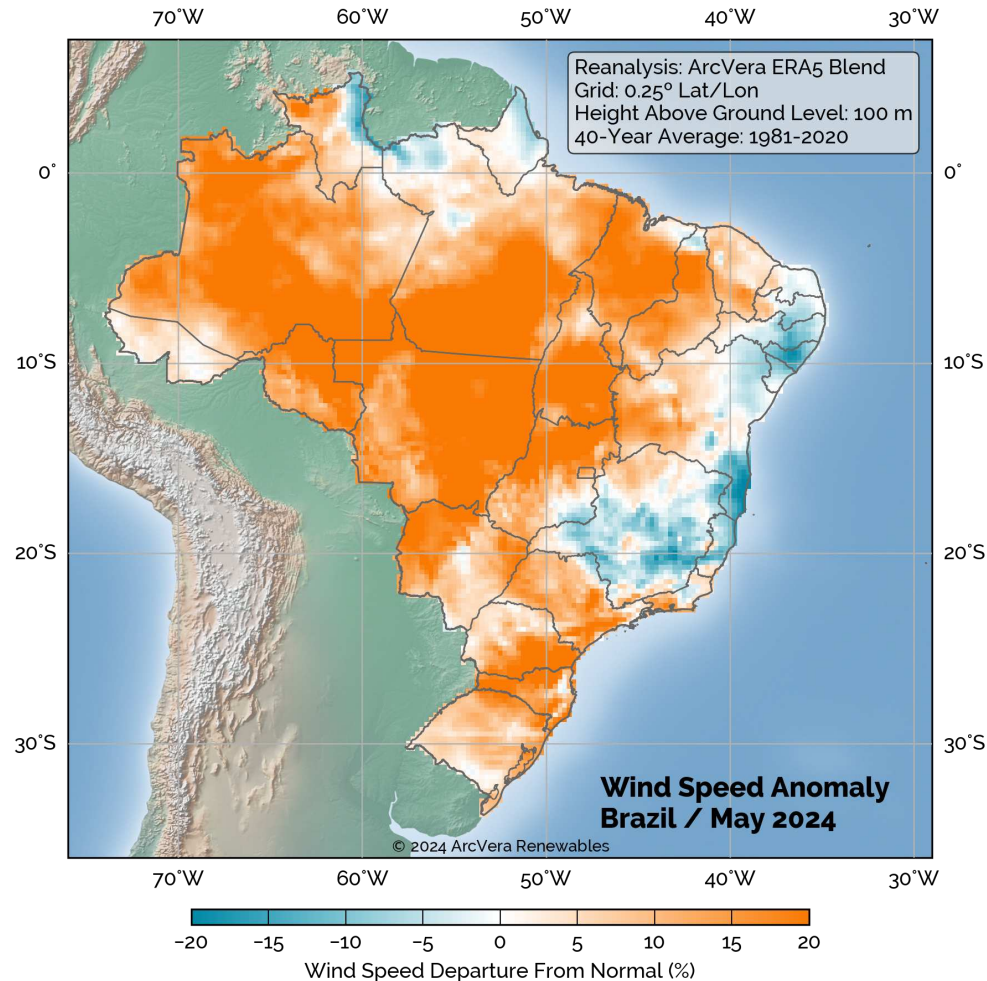 70°W 60°W 50°W 40°W 30°W
Reanalysis: ArcVera ERA5 Blend
Grid: 0.25º Lat/Lon
Height Above Ground Level: 100 m
40-Year Average: 1981-2020
0° 0°
10°S 10°S
20°S 20°S
30°S 30°S
Wind Speed Anomaly
Brazil / May 2024
© 2024 ArcVera Renewables
70°W 60°W 50°W 40°W 30°W
−20 −15 −10 −5 0 5 10 15 20
Wind Speed Departure From Normal (%)